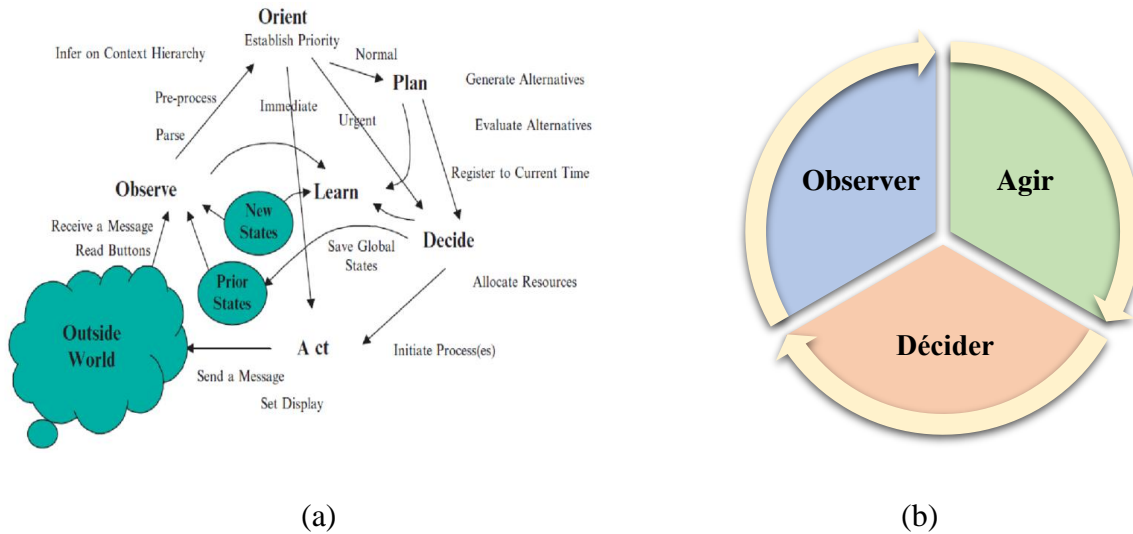 Orient
Establish Priority
Infer on Context Hierarchy
Normal
Plan
Generate Alternatives
Pre-process
Immediate
Urgent
Evaluate Alternatives
Parse
Register to Current Time
Observe
Learn
New
States
Receive a Message
Read Buttons
Decide
Save Global
States
Prior
States
Allocate Resources
Outside
World
A ct
Initiate Process(es)
Send a Message
Set Display
(a)
Observer
Agir
Décider
(b)